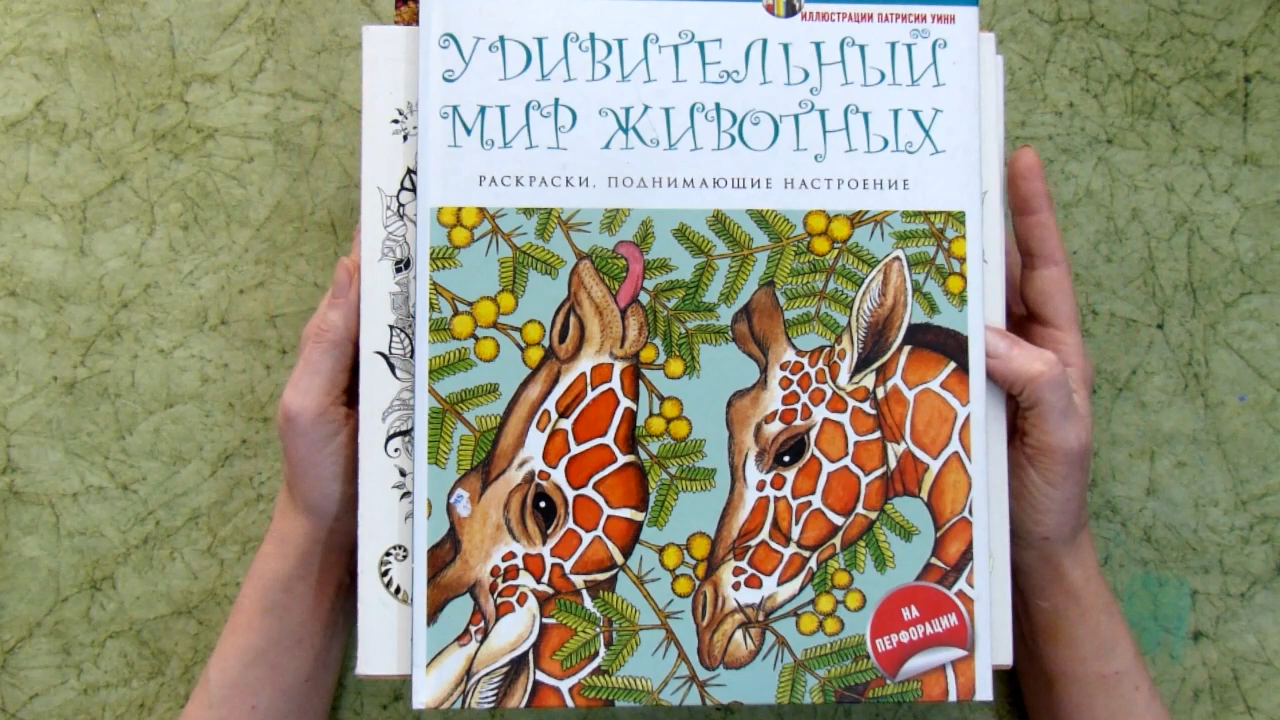 ИЛЛЮСТРАЦИИ ПАТРИСИИ УИНН
УДИВИТЕЛЬНЫЙ
МИР ЖИВОТНЫХ
РАСКРАСКИ, ПОДНИМАЮЩИЕ НАСТРОЕНИЕ
НА
ПЕРФОРАЦИИ